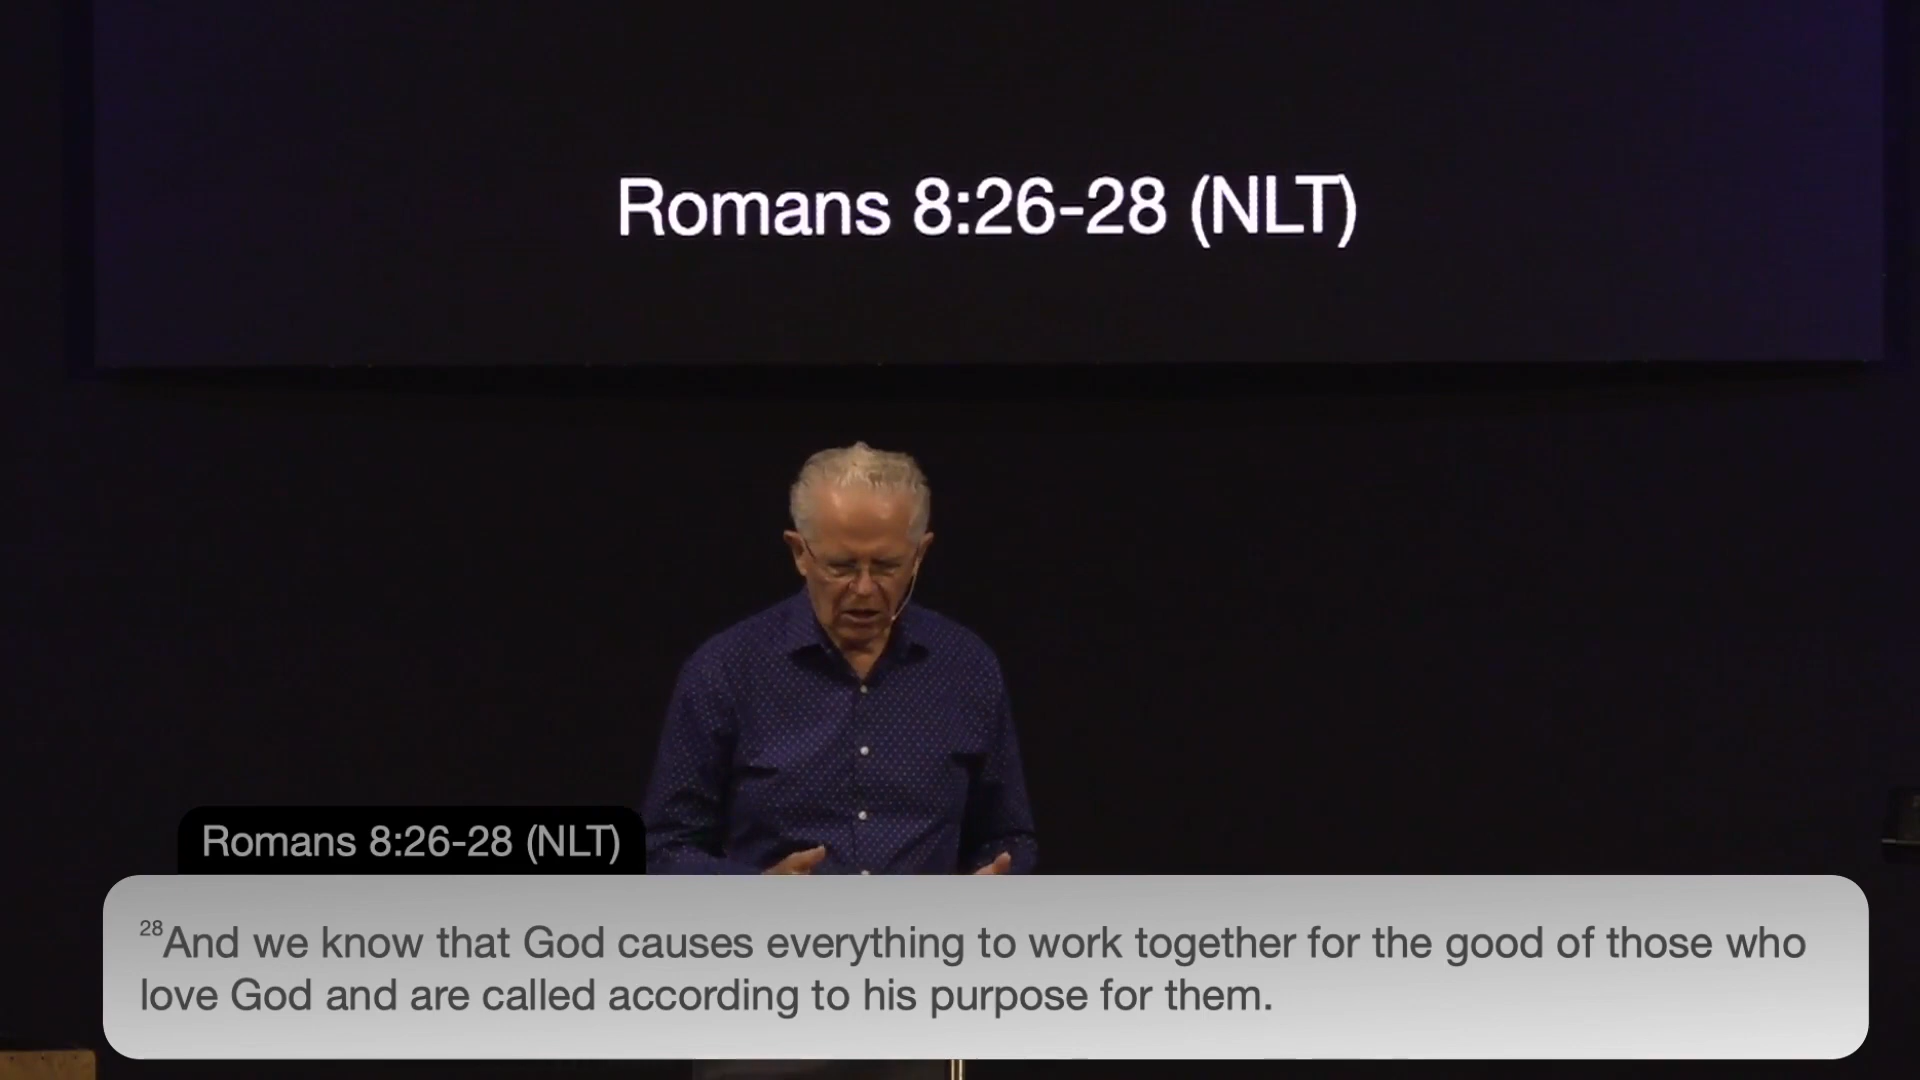 Romans 8:26-28 (NLT)
Romans 8:26-28 (NLT)
28And we know that God causes everything to work together for the good of those who
love God and are called according to his purpose for them.